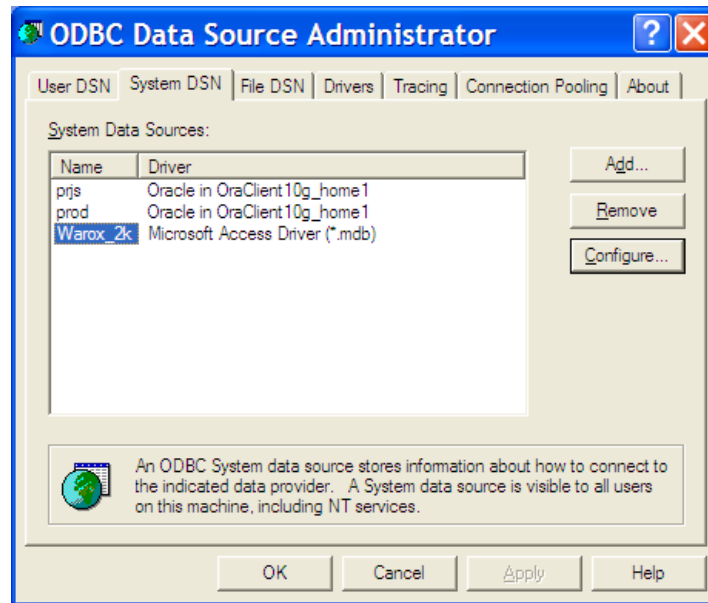 ODBC Data Source Administrator
User DSN System DSN File DSN Drivers Tracing Connection Pooling About
System Data Sources:
Name Driver
prjs Oracle in OraClient10g_home1
prod Oracle in OraClient10g_home1
Warox_2k Microsoft Access Driver (*.mdb)
Add...
Remove
Configure...
An ODBC System data source stores information about how to connect to
the indicated data provider. A System data source is visible to all users
on this machine, including NT services.
OK Cancel Apply Help